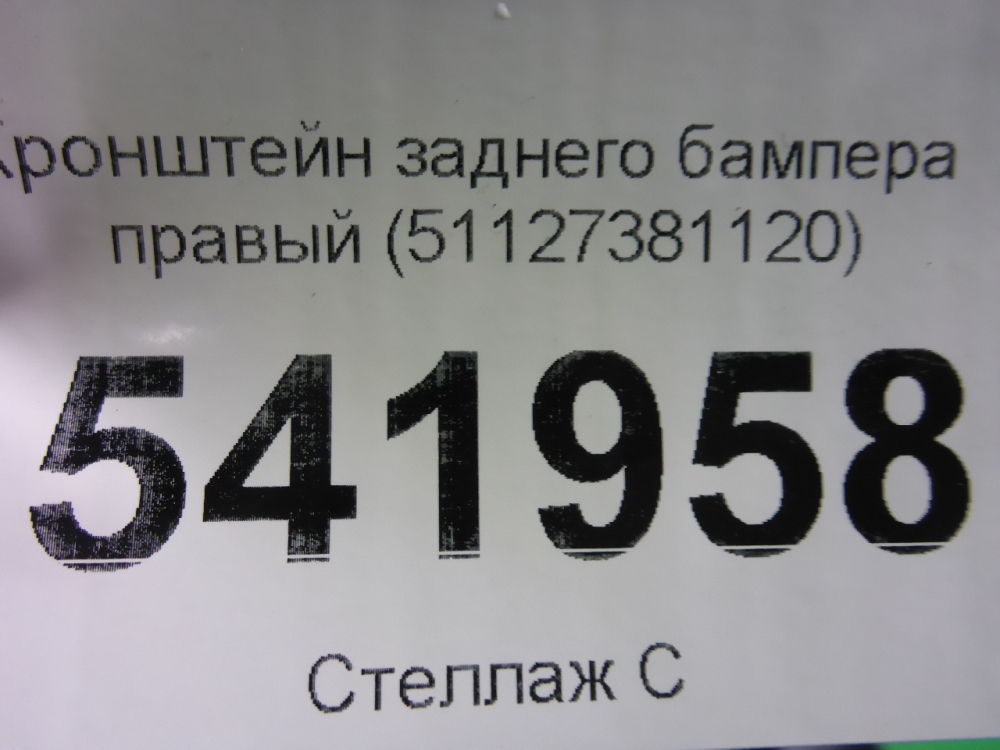 Кронштейн заднего бампера
правый (51127381120)
541958
Стеллаж С